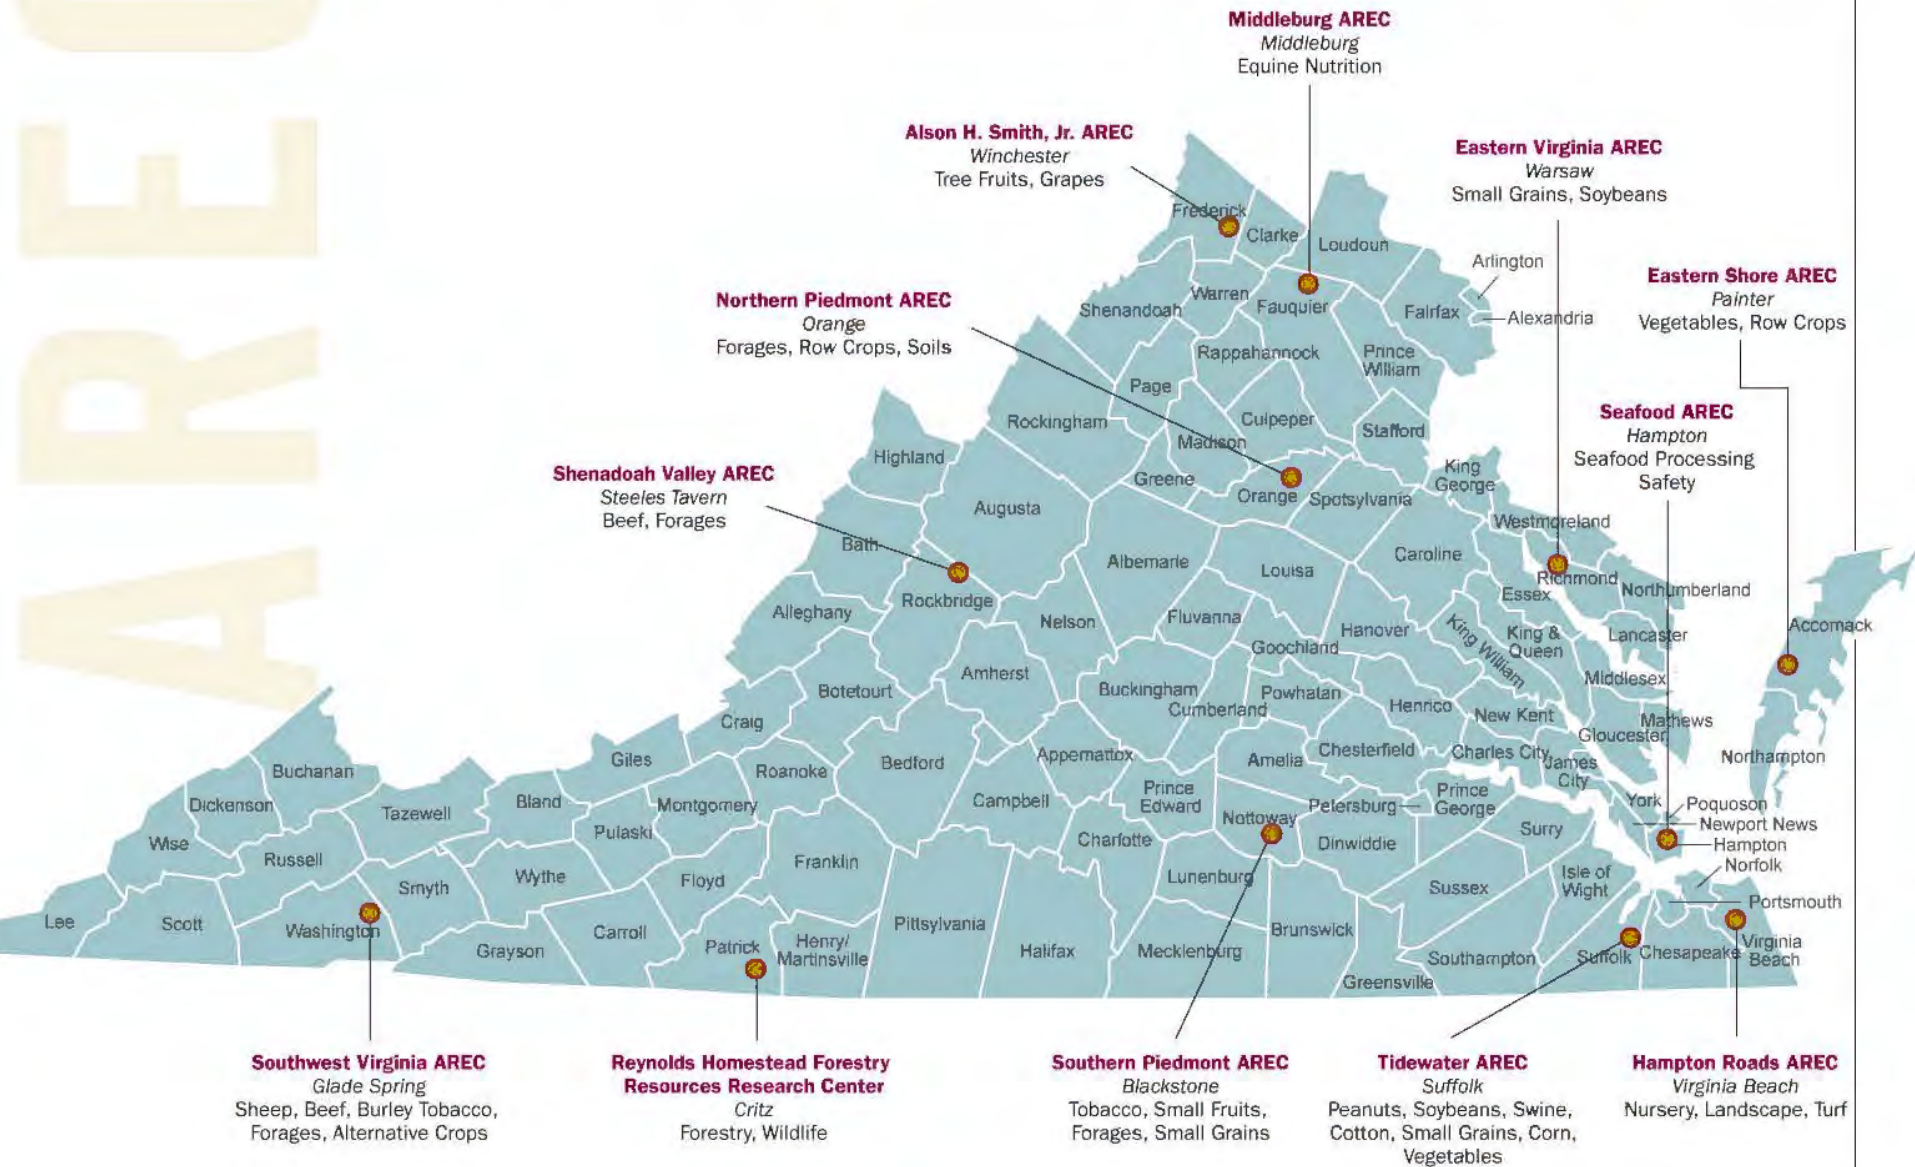 AREC
Middleburg AREC
Middleburg
Equine Nutrition
Alson H. Smith, Jr. AREC
Winchester
Tree Fruits, Grapes
Eastern Virginia AREC
Warsaw
Small Grains, Soybeans
Northern Piedmont AREC
Orange
Forages, Row Crops, Soils
Eastern Shore AREC
Painter
Vegetables, Row Crops
Seafood AREC
Hampton
Seafood Processing
Safety
Shenadoah Valley AREC
Steeles Tavern
Beef, Forages
Frederick
Clarke
Loudoun
Arlington
Warren
Fauquier
Shenandoah
Fairfax
Alexandria
Rappahannock
Prince
William
Page
Rockingham
Culpeper
Stafford
Madison
Highland
Greene
King
George
Orange
Spotsylvania
Augusta
Westmoreland
Bath
Albemarle
Louisa
Caroline
Richmond
Northumberland
Essex
Rockbridge
Alleghany
Nelson
Fluvanna
Hanover
King William
King &
Queen
Lancaster
Accomack
Goochland
Amherst
Botetourt
Buckingham
Powhatan
Middlesex
Cumberland
Henrico
New Kent
Mathews
Gloucester
Craig
Giles
Roanoke
Bedford
Appomattox
Amelia
Chesterfield
Charles City
James
City
Northampton
Buchanan
Dickenson
Tazewell
Bland
Montgomery
Campbell
Prince
Edward
Petersburg
Prince
George
York
Poquoson
Newport News
Hampton
Norfolk
Wise
Russell
Pulaski
Charlotte
Nottoway
Dinwiddie
Surry
Smyth
Wythe
Floyd
Franklin
Lunenburg
Sussex
Isle of
Wight
Portsmouth
Lee
Scott
Washington
Grayson
Carroll
Patrick
Henry/
Martinsville
Pittsylvania
Halifax
Mecklenburg
Brunswick
Greensville
Southampton
Suffolk
Chesapeake
Virginia
Beach
Southwest Virginia AREC
Glade Spring
Sheep, Beef, Burley Tobacco,
Forages, Alternative Crops
Reynolds Homestead Forestry
Resources Research Center
Critz
Forestry, Wildlife
Southern Piedmont AREC
Blackstone
Tobacco, Small Fruits,
Forages, Small Grains
Tidewater AREC
Suffolk
Peanuts, Soybeans, Swine,
Cotton, Small Grains, Corn,
Vegetables
Hampton Roads AREC
Virginia Beach
Nursery, Landscape, Turf